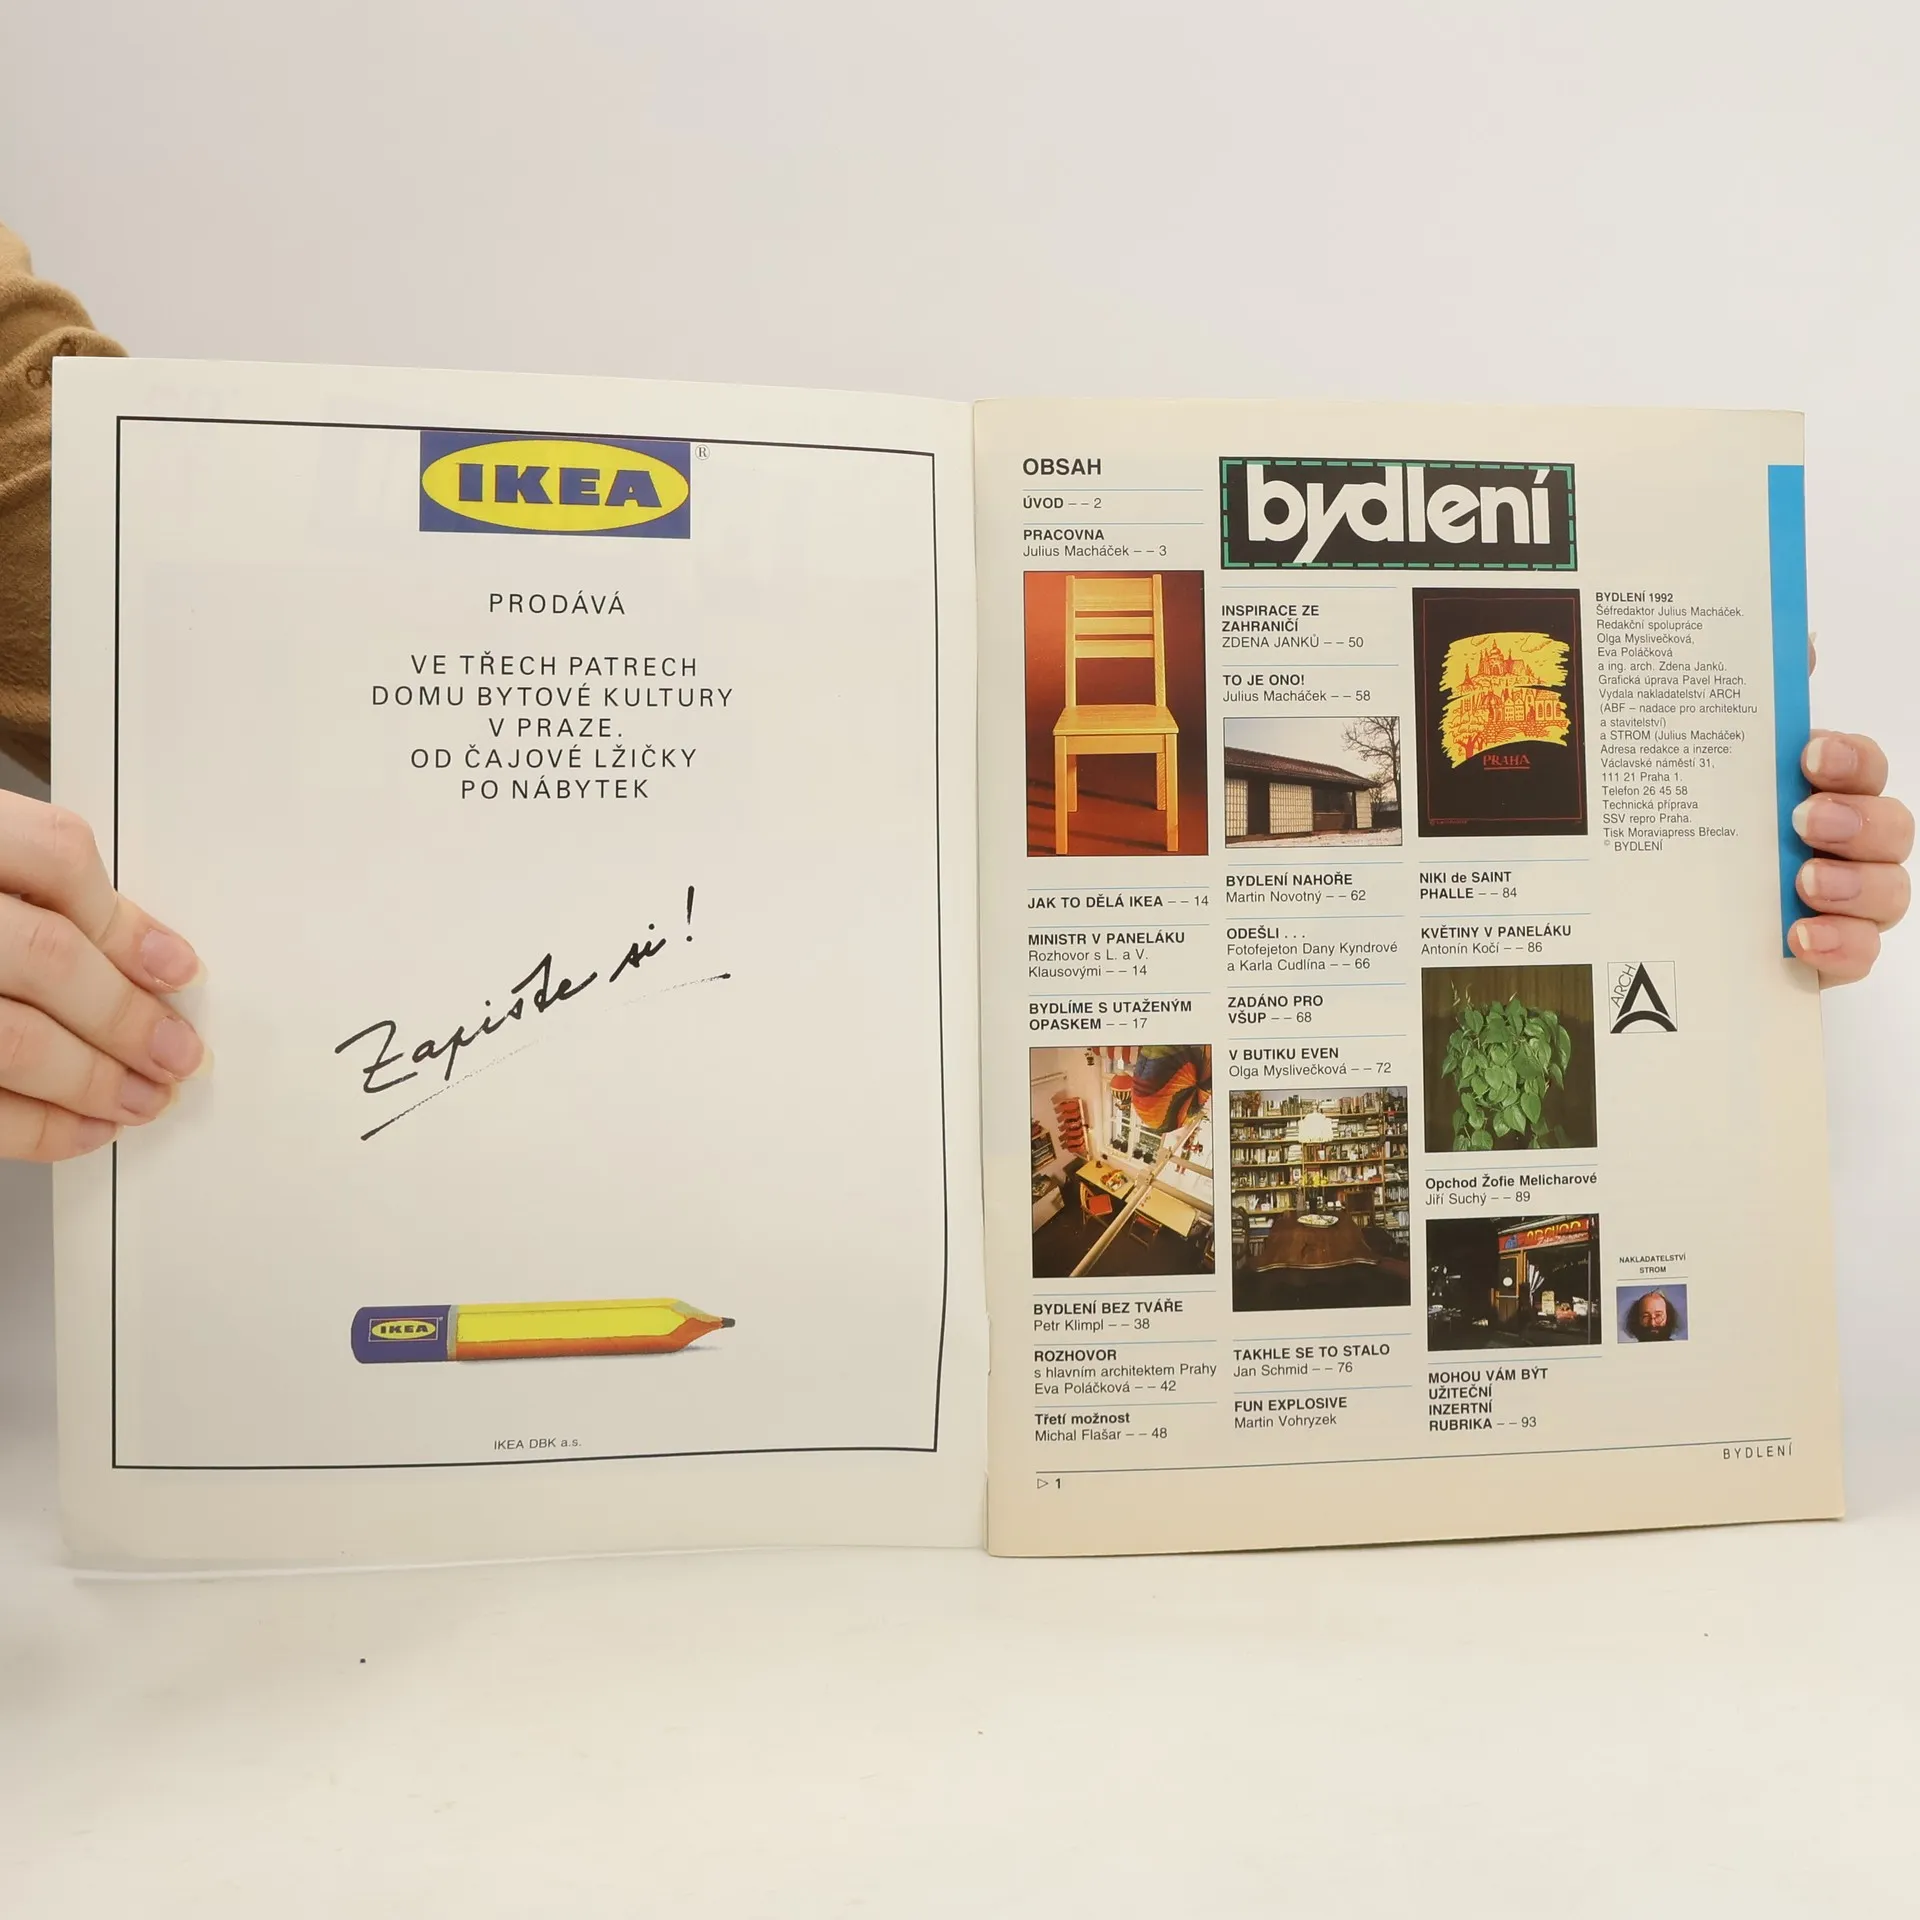 IKEA
®
PRODÁVÁ
VE TŘECH PATRECH
DOMU BYTOVÉ KULTURY
V PRAZE.
OD ČAJOVÉ LŽIČKY
PO NÁBYTEK
Zapište si!
IKEA
IKEA DBK a.s.
OBSAH
ÚVOD – – 2
PRACOVNA
Julius Macháček – – 3
JAK TO DĚLÁ IKEA – – 14
MINISTR V PANELÁKU
Rozhovor s L. a V.
Klausovými – – 14
BYDLÍME S UTAŽENÝM
OPASKEM – – 17
BYDLENÍ BEZ TVÁŘE
Petr Klimpl – – 38
ROZHOVOR
s hlavním architektem Prahy
Eva Poláčková – – 42
Třetí možnost
Michal Flašar – – 48
bydlení
INSPIRACE ZE
ZAHRANIČÍ
ZDENA JANKŮ – – 50
TO JE ONO!
Julius Macháček – – 58
BYDLENÍ NAHOŘE
Martin Novotný – – 62
ODEŠLI . . .
Fotofejeton Dany Kyndrové
a Karla Cudlína – – 66
ZADÁNO PRO
VŠUP – – 68
V BUTIKU EVEN
Olga Myslivečková – – 72
TAKHLE SE TO STALO
Jan Schmid – – 76
FUN EXPLOSIVE
Martin Vohryzek
PRAHA
NIKI de SAINT
PHALLE – – 84
KVĚTINY V PANELÁKU
Antonín Kočí – – 86
Opchod Žofie Melicharové
Jiří Suchý – – 89
MOHOU VÁM BÝT
UŽITEČNÍ
INZERTNÍ
RUBRIKA – – 93
BYDLENÍ 1992
Šéfredaktor Julius Macháček.
Redakční spolupráce
Olga Myslivečková,
Eva Poláčková
a ing. arch. Zdena Janků.
Grafická úprava Pavel Hrach.
Vydala nakladatelství ARCH
(ABF – nadace pro architekturu
a stavitelství)
a STROM (Julius Macháček)
Adresa redakce a inzerce:
Václavské náměstí 31,
111 21 Praha 1.
Telefon 26 45 58
Technická příprava
SSV repro Praha.
Tisk Moraviapress Břeclav.
© BYDLENÍ
ARCH
NAKLADATELSTVÍ
STROM
BYDLENÍ
▷ 1